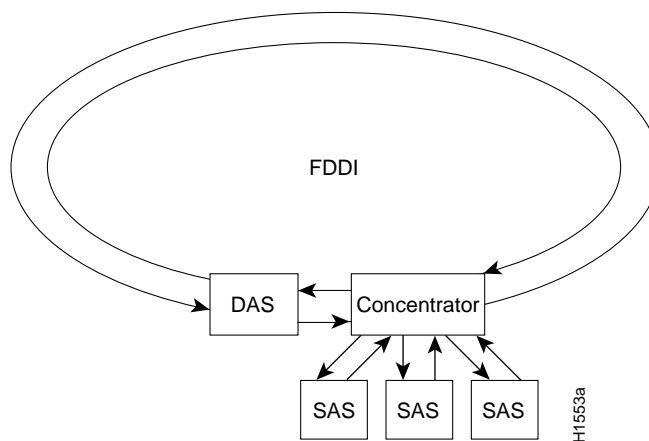 FDDI
DAS
Concentrator
SAS
SAS
SAS
H1553a